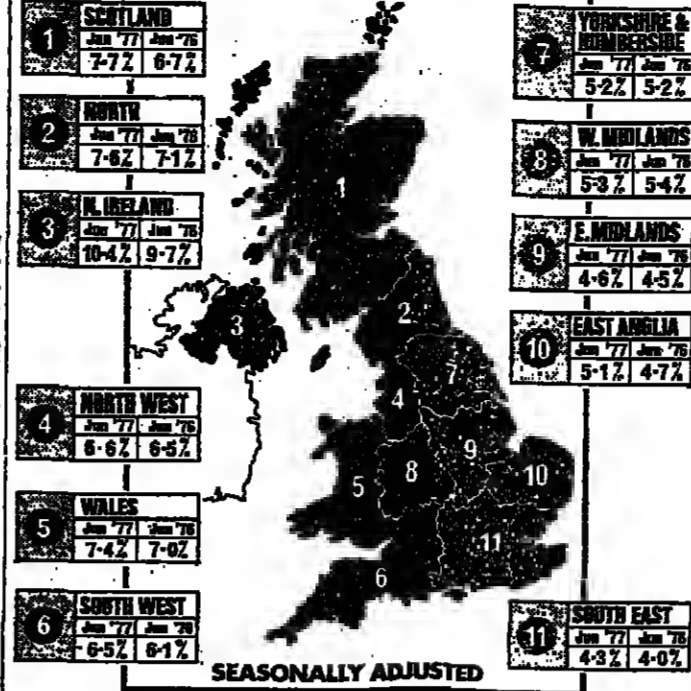 1
SCOTLAND
Jan '77 Jan '76
7·7% 6·7%
2
NORTH
Jan '77 Jan '76
7·6% 7·1%
3
N. IRELAND
Jan '77 Jan '76
10·4% 9·7%
4
NORTH WEST
Jan '77 Jan '76
6·6% 6·5%
5
WALES
Jan '77 Jan '76
7·4% 7·0%
6
SOUTH WEST
Jan '77 Jan '76
6·5% 6·1%
1
2
3
7
4
9
8
10
5
11
6
7
YORKSHIRE &
HUMBERSIDE
Jan '77 Jan '76
5·2% 5·2%
8
W. MIDLANDS
Jan '77 Jan '76
5·3% 5·4%
9
E. MIDLANDS
Jan '77 Jan '76
4·6% 4·5%
10
EAST ANGLIA
Jan '77 Jan '76
5·1% 4·7%
11
SOUTH EAST
Jan '77 Jan '76
4·3% 4·0%
SEASONALLY ADJUSTED